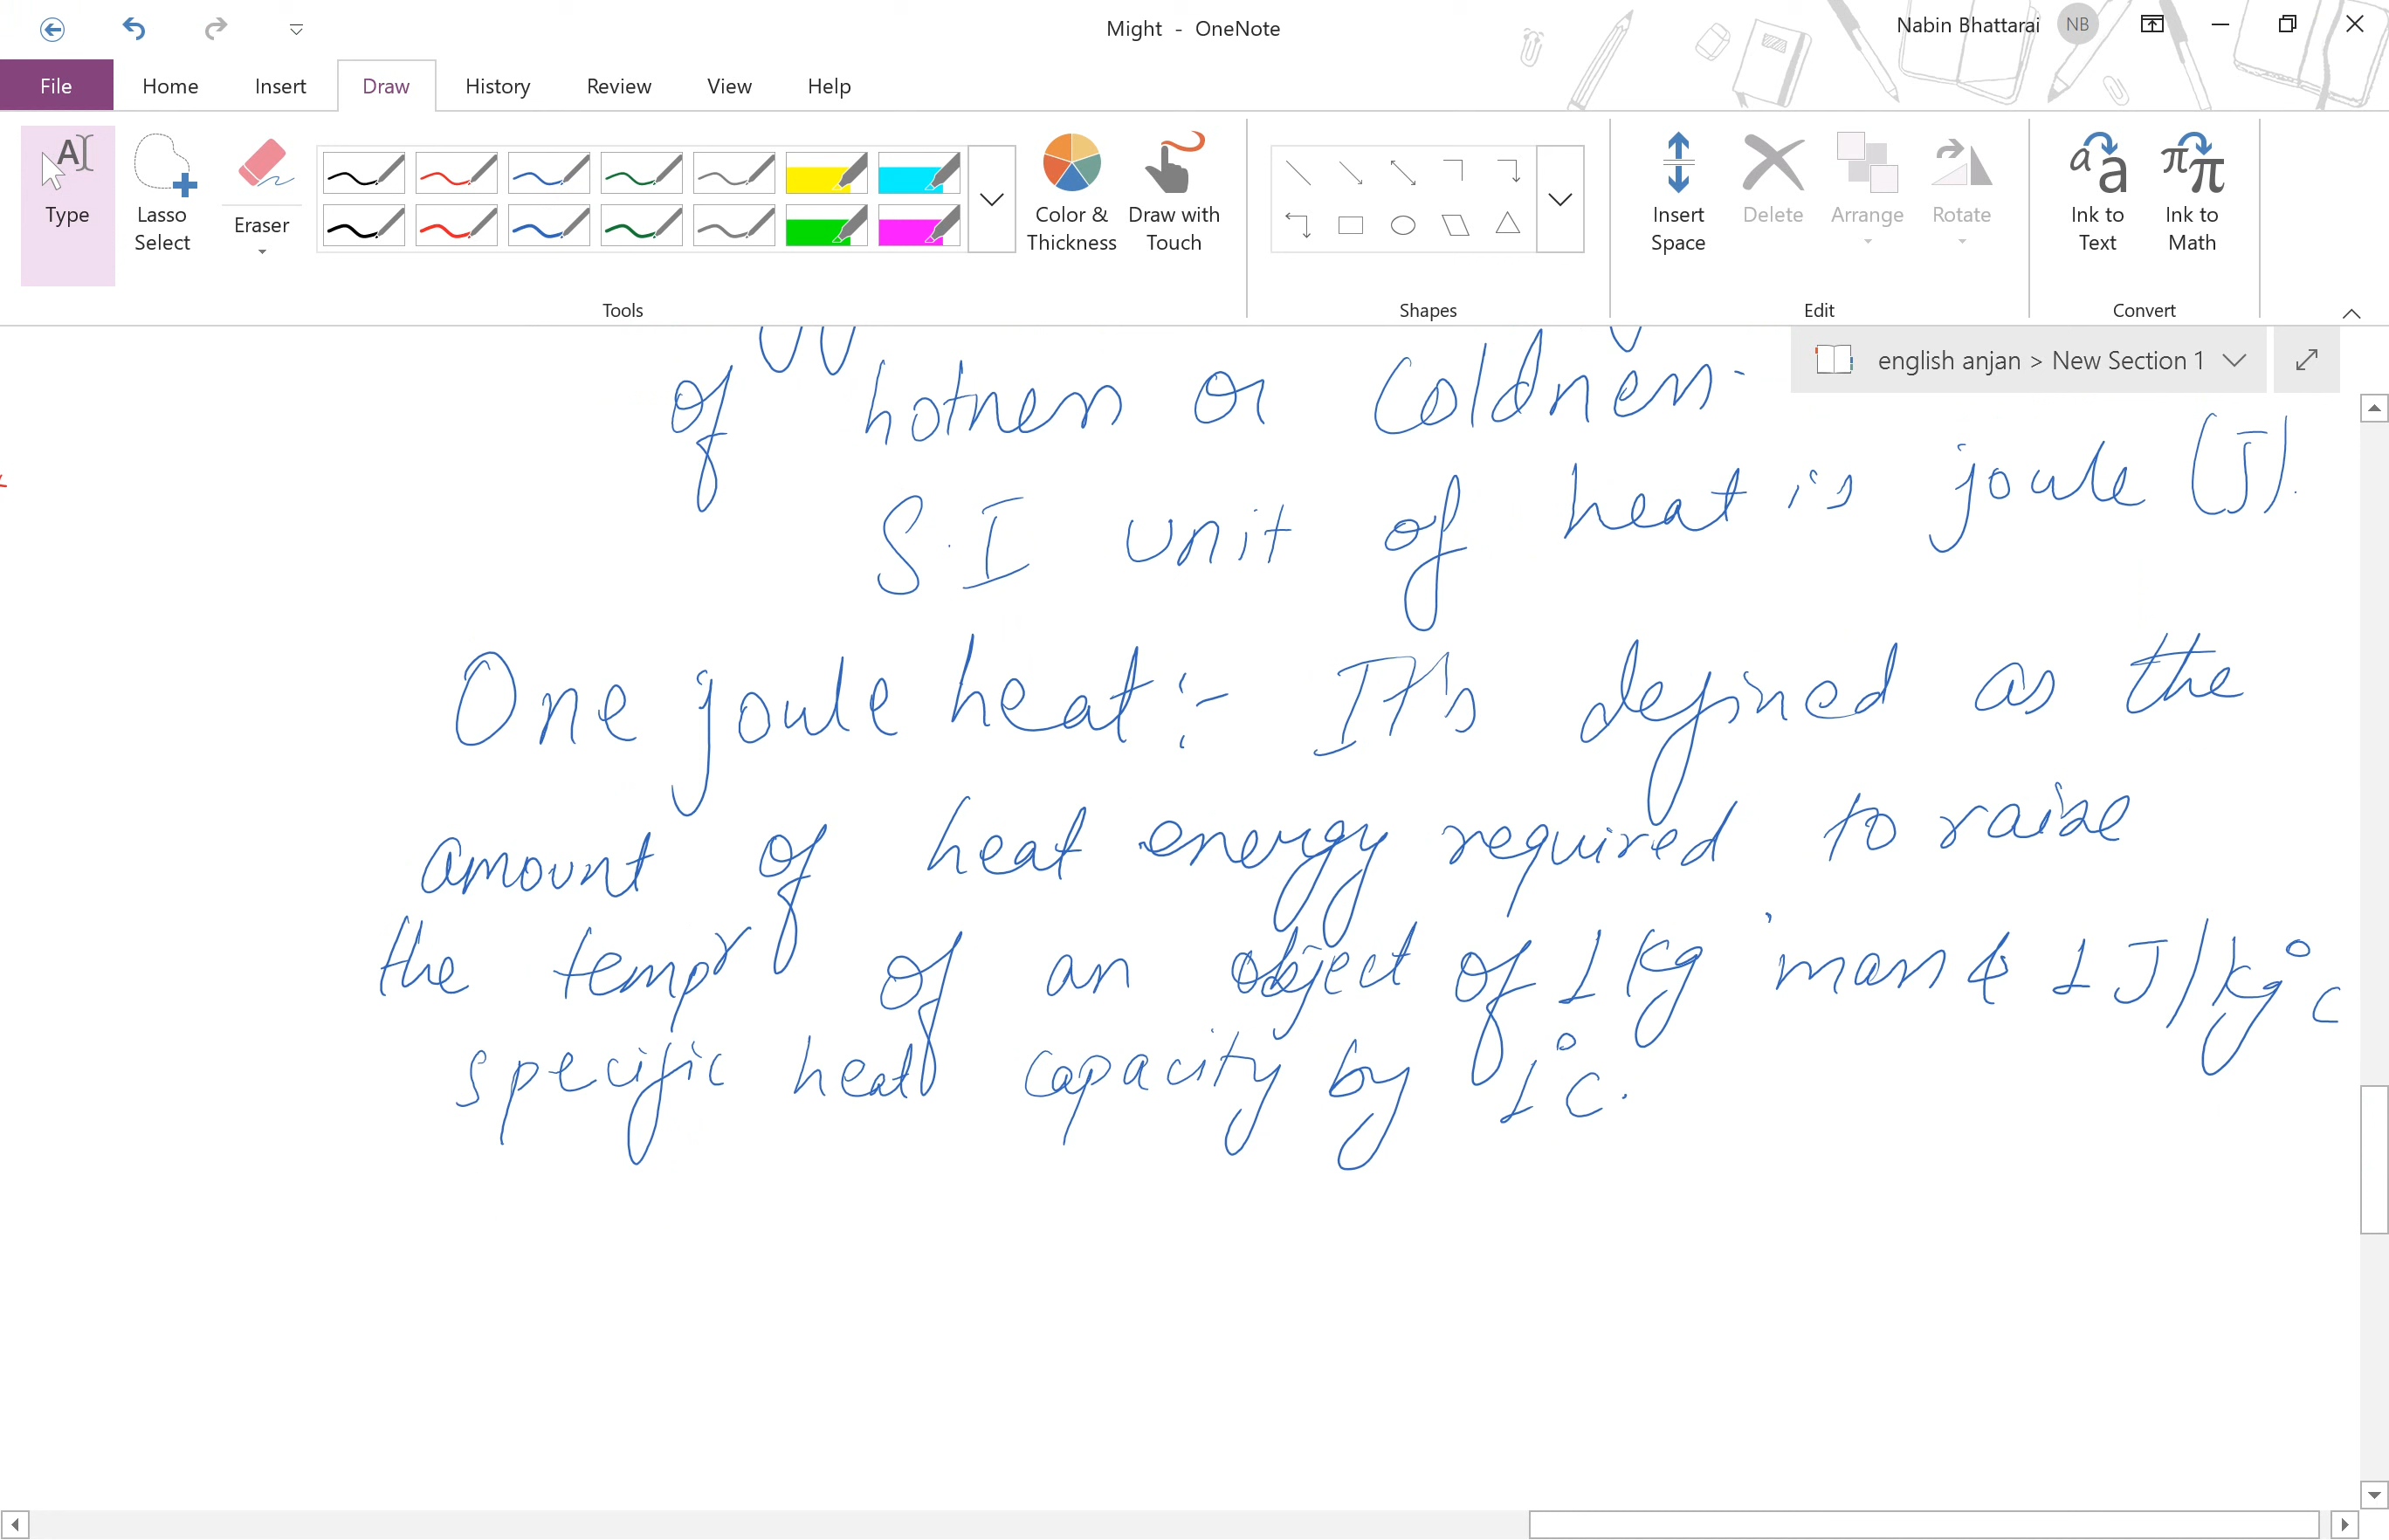 Might - OneNote
Nabin Bhattarai NB
File Home Insert Draw History Review View Help
Type
Lasso Select
Eraser
Color & Thickness
Draw with Touch
Insert Space
Delete
Arrange
Rotate
Ink to Text
Ink to Math
Tools
Shapes
Edit
Convert
english anjan > New Section 1
of hotness or coldness.
S.I unit of heat is joule (J).
One joule heat :- It's defined as the
amount of heat energy required to raise
the tempr of an object of 1 kg mass & 1 J/kg°c
specific heat capacity by 1°c.